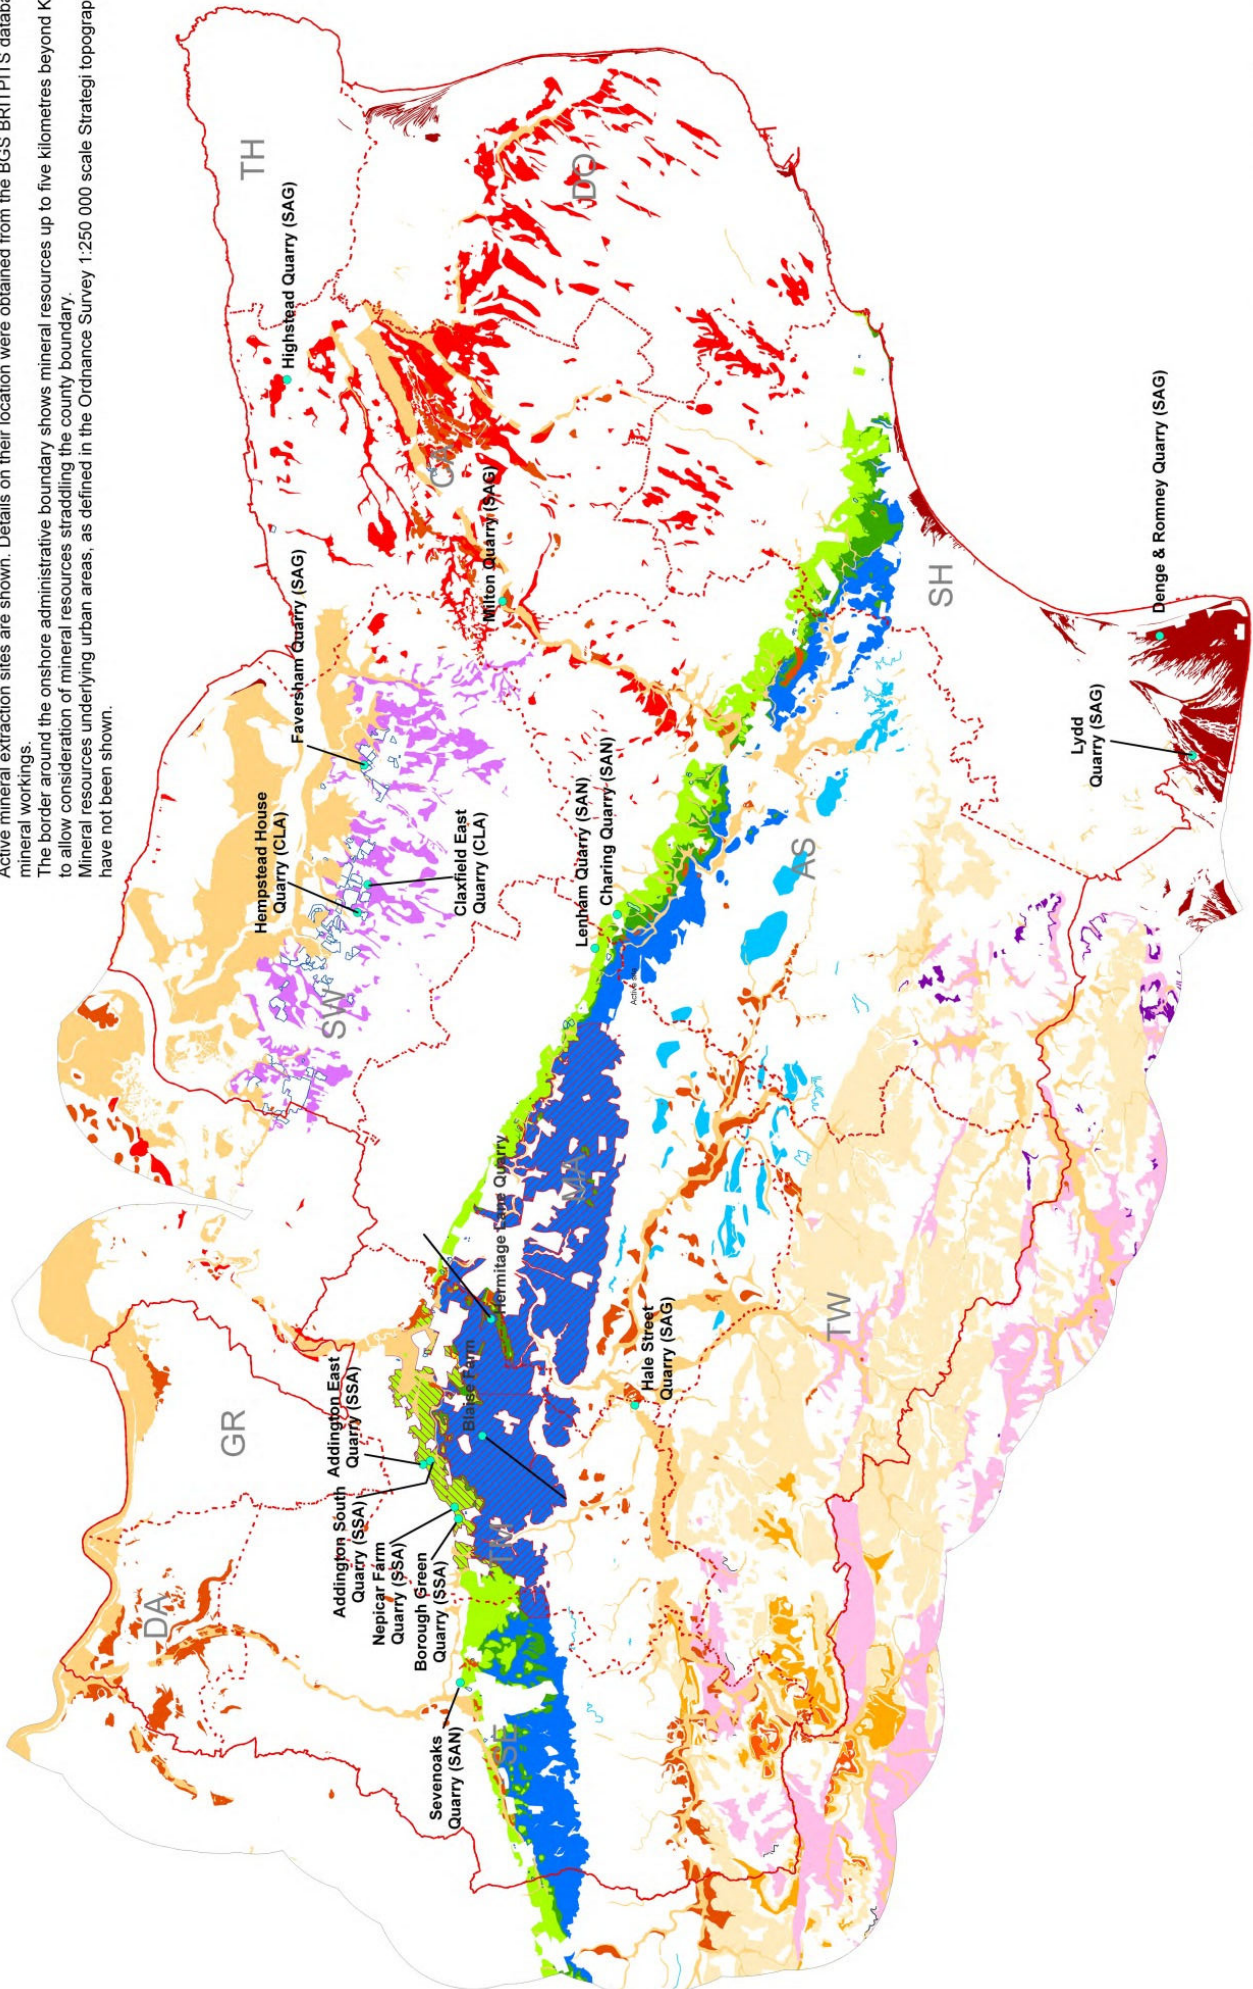 Active mineral extraction sites are shown. Details on their location were obtained from the BGS BRITPITS
mineral workings.
The border around the onshore administrative boundary shows mineral resources up to five kilometres beyond
to allow consideration of mineral resources straddling the county boundary.
Mineral resources underlying urban areas, as defined in the Ordnance Survey 1:250 000 scale Strategi
have not been shown.
TH
Highstead Quarry (SAG)
DO
Milton Quarry (SAG)
Faversham Quarry (SAG)
Hempstead House
Quarry (CLA)
Claxfield East
Quarry (CLA)
SW
Lenham Quarry (SAN)
Charing Quarry (SAN)
AS
SH
Denge & Romney Quarry (SAG)
Lydd
Quarry (SAG)
MA
Hermitage Lane Quarry
Blaise Farm
Hale Street
Quarry (SAG)
TW
GR
Addington East
Quarry (SSA)
Addington South
Quarry (SSA)
Nepicar Farm
Quarry (SSA)
Borough Green
Quarry (SSA)
TM
DA
Sevenoaks
Quarry (SAN)
SE